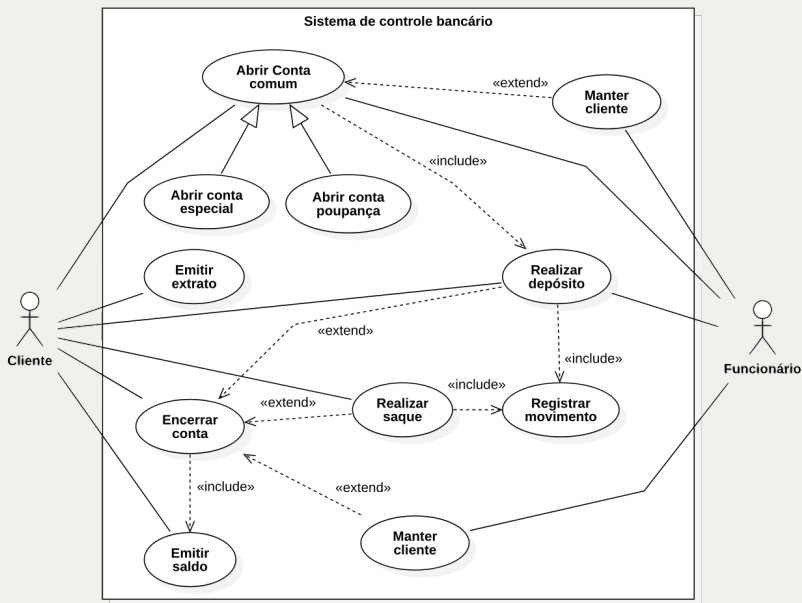 Sistema de controle bancário
Abrir Conta
comum
«extend»
Manter
cliente
«include»
Abrir conta
especial
Abrir conta
poupança
Emitir
extrato
Realizar
depósito
Cliente
Funcionário
«extend»
«include»
Encerrar
conta
«extend»
Realizar
saque
«include»
Registrar
movimento
«include»
«extend»
Manter
cliente
Emitir
saldo